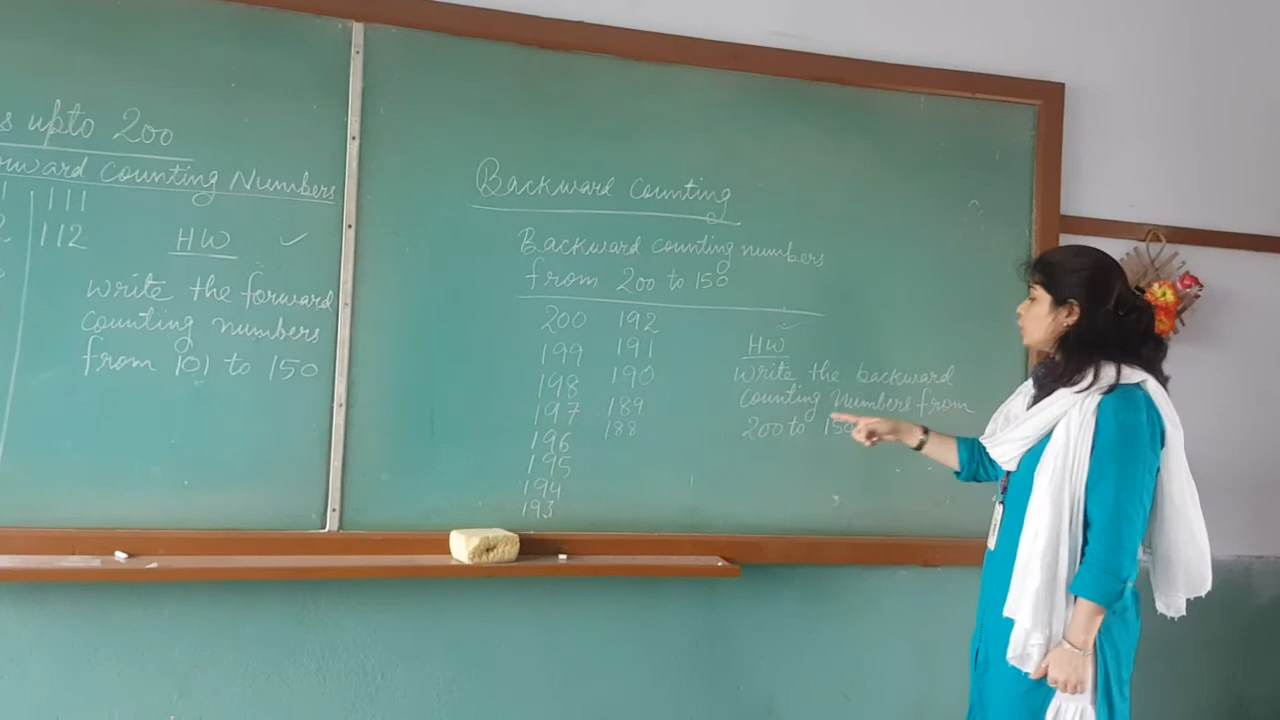 upto 200
counting Numbers
111
112
HW
write the forward
counting numbers
from 101 to 150
Backward counting
Backward counting numbers
from 200 to 150
200 192
199 191
198 190
197 189
196 188
195
194
193
HW
write the backward
counting numbers from
200 to 150